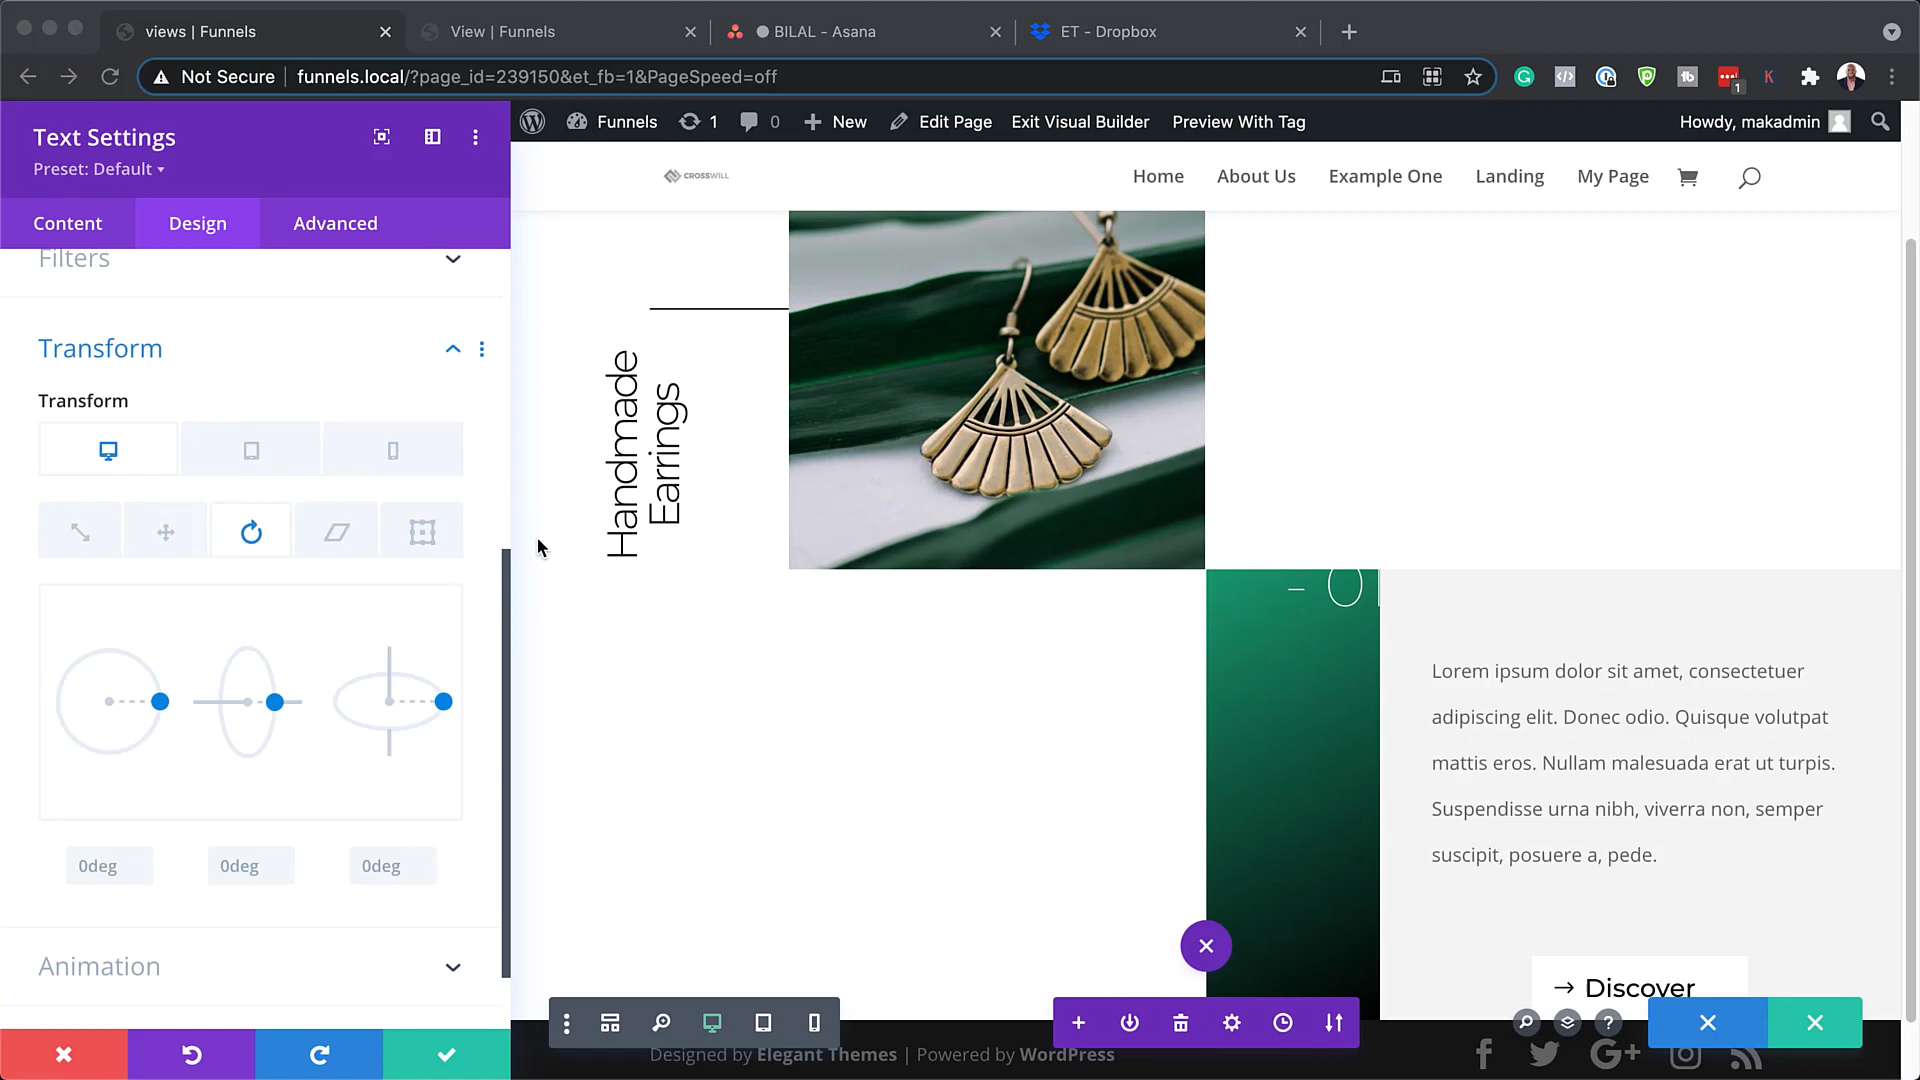 views | Funnels
View | Funnels
BILAL - Asana
ET - Dropbox
Not Secure
funnels.local/?page_id=239150&et_fb=1&PageSpeed=off
1
Text Settings
Preset: Default
Funnels
1
0
New
Edit Page
Exit Visual Builder
Preview With Tag
Howdy, makadmin
CROSSWILL
Home
About Us
Example One
Landing
My Page
Content
Design
Advanced
Filters
Transform
Transform
0deg
0deg
0deg
Animation
Handmade
Earrings
Lorem ipsum dolor sit amet, consectetuer
adipiscing elit. Donec odio. Quisque volutpat
mattis eros. Nullam malesuada erat ut turpis.
Suspendisse urna nibh, viverra non, semper
suscipit, posuere a, pede.
→ Discover
Designed by Elegant Themes | Powered by WordPress